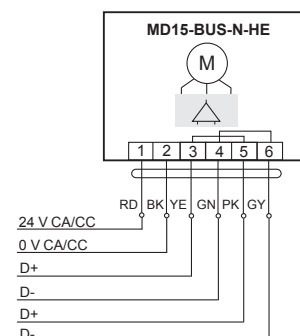 MD15-BUS-N-HE
M
1 2 3 4 5 6
RD BK YE GN PK GY
24 V CA/CC
0 V CA/CC
D+
D-
D+
D-